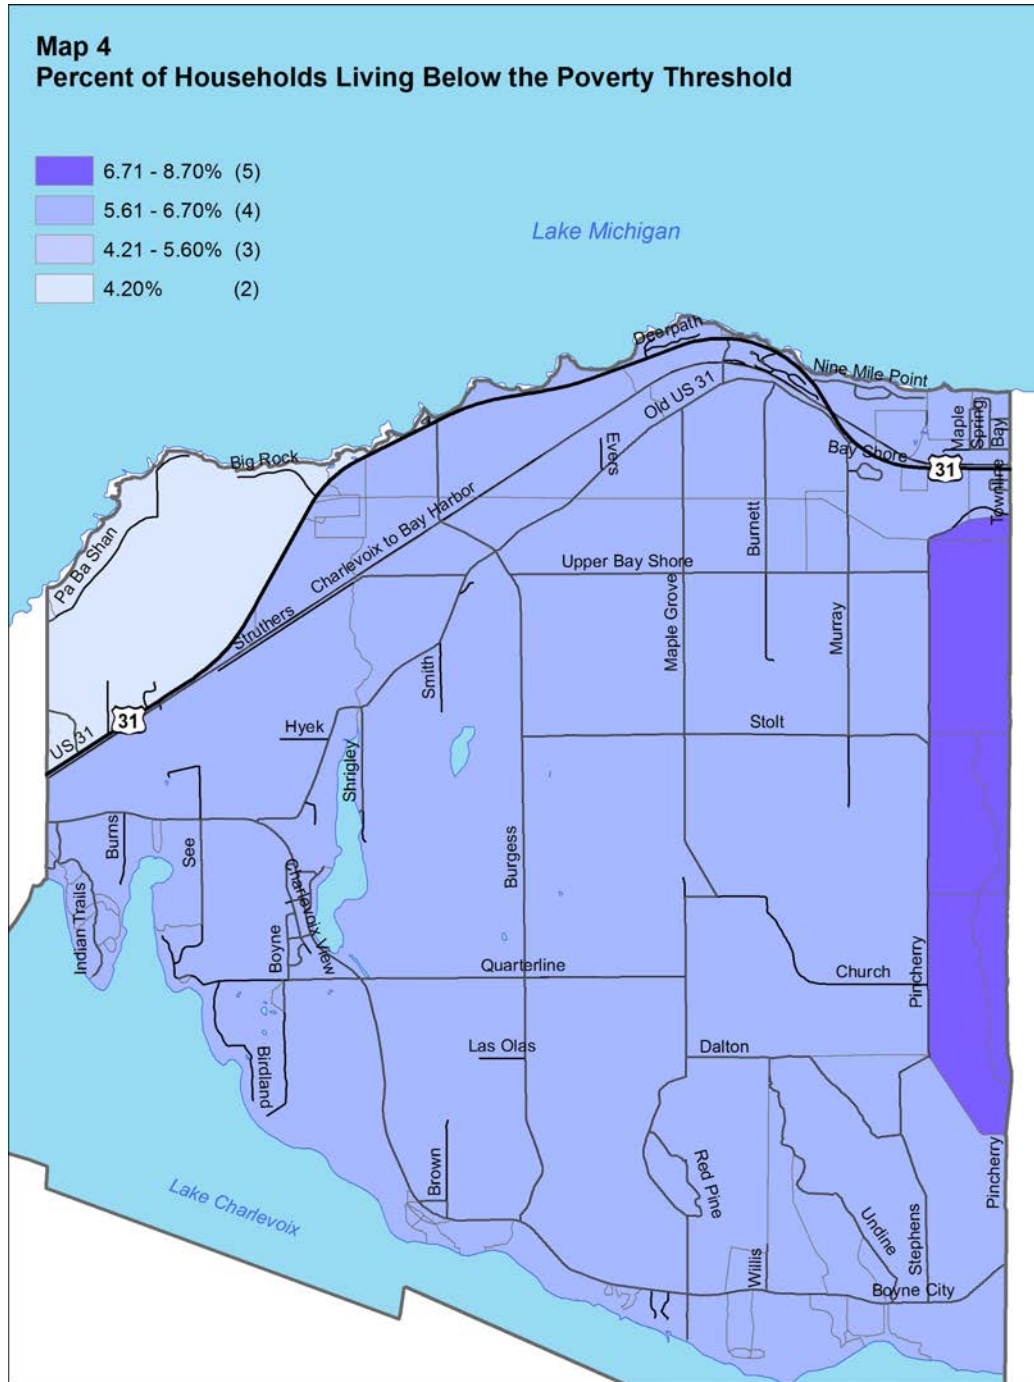 Map 4
Percent of Households Living Below the Poverty Threshold
6.71 - 8.70% (5)
5.61 - 6.70% (4)
4.21 - 5.60% (3)
4.20% (2)
Lake Michigan
Deerpath
Nine Mile Point
Old US 31
Maple
Spring
Bay
Evers
Bay Shore
31
Big Rock
Townline
Charlevoix to Bay Harbor
Burnett
Pa Ba Shan
Upper Bay Shore
Struthers
Maple Grove
Murray
Smith
31
US 31
Hyek
Stolt
Shrigley
Burns
See
Burgess
Indian Trails
Charlevoix View
Boyne
Quarterline
Church
Pincherry
Las Olas
Dalton
Birdland
Brown
Red Pine
Pincherry
Lake Charlevoix
Undine
Stephens
Willis
Boyne City